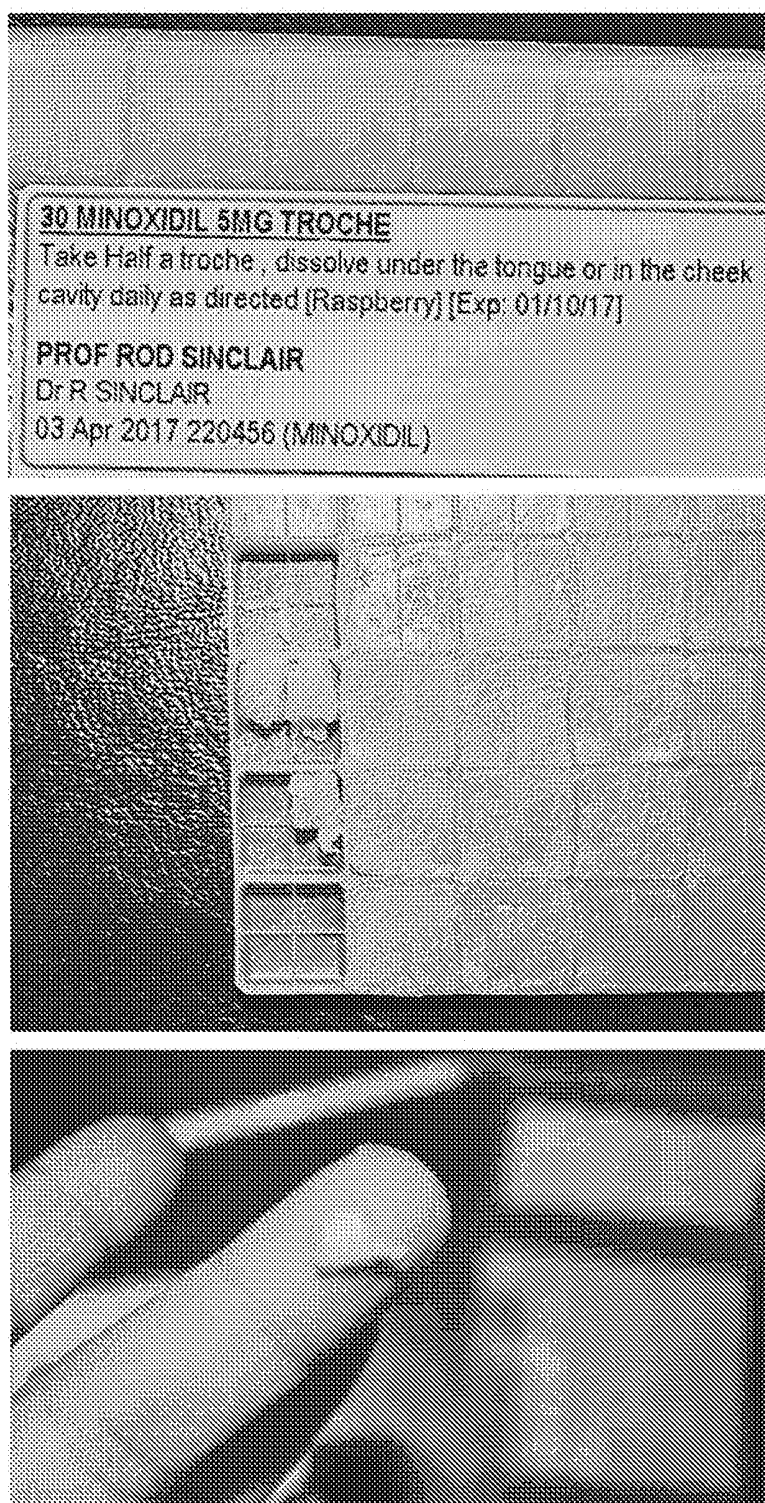 30 MINOXIDIL 5MG TROCHE
Take Half a troche , dissolve under the tongue or in the cheek
cavity daily as directed [Raspberry] [Exp: 01/10/17]
PROF ROD SINCLAIR
Dr R SINCLAIR
03 Apr 2017 220456 (MINOXIDIL)